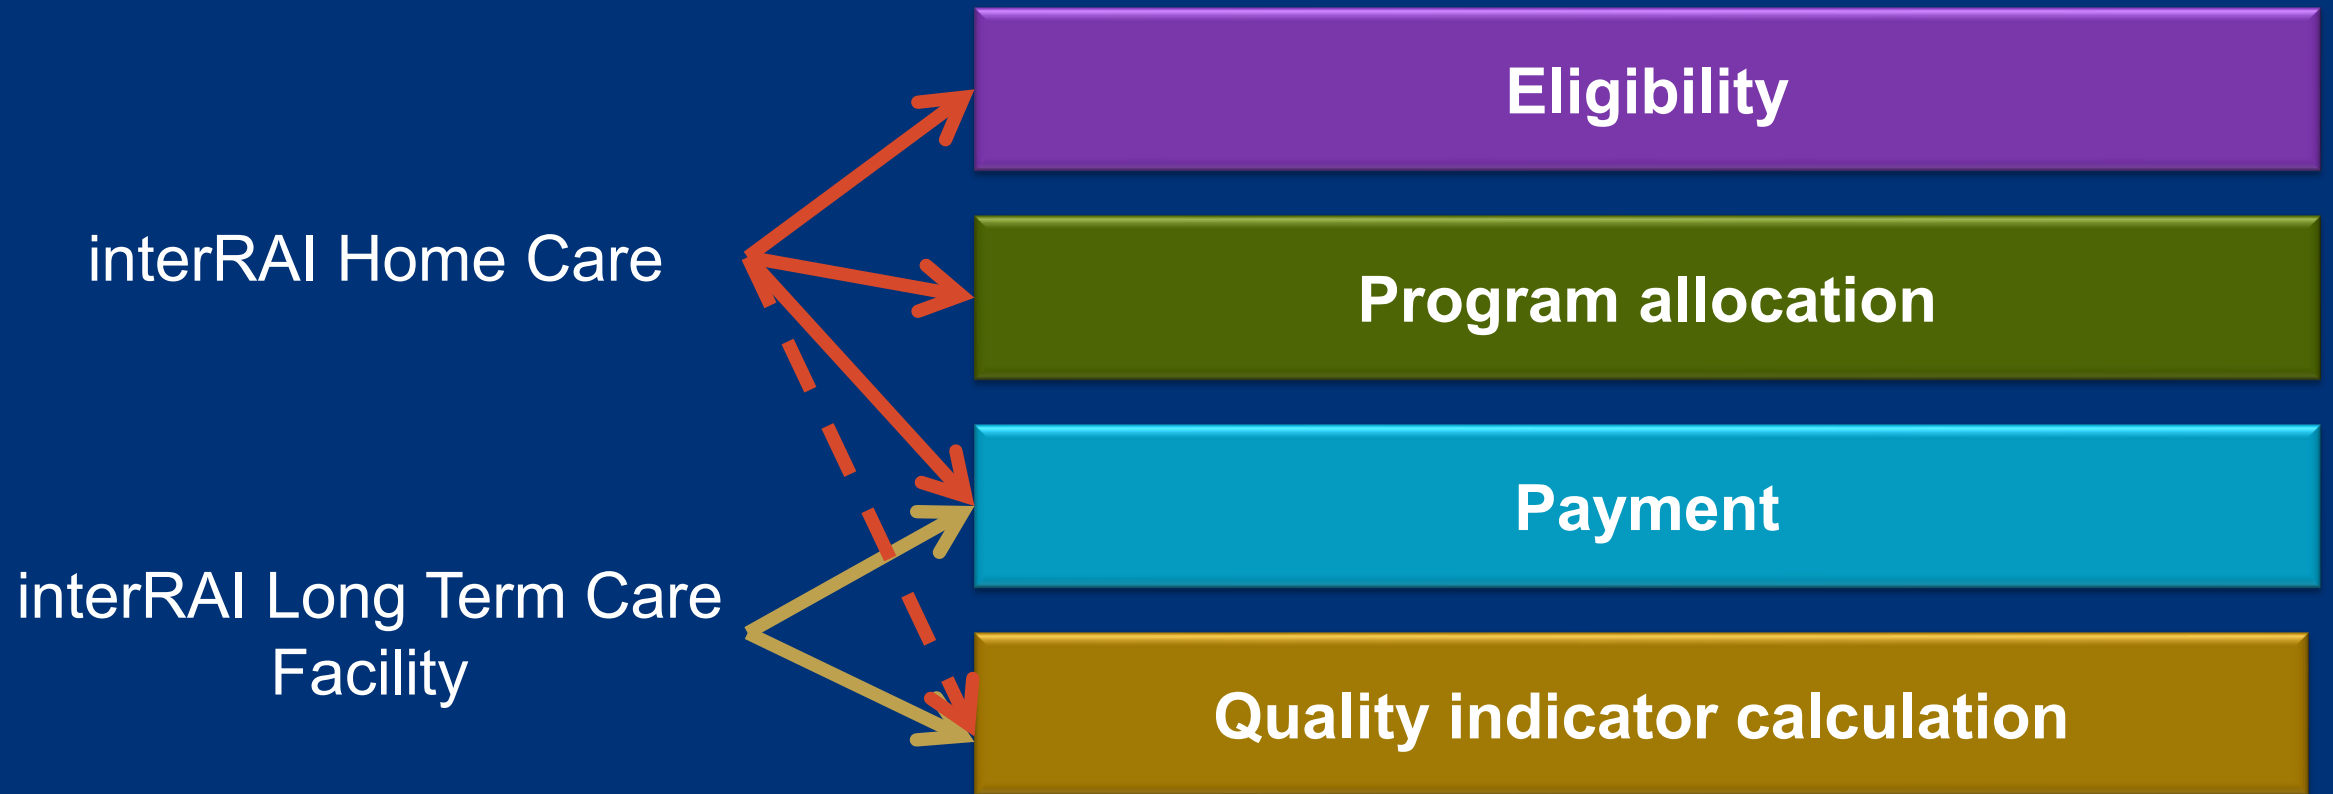 Eligibility
interRAI Home Care
Program allocation
Payment
interRAI Long Term Care
Facility
Quality indicator calculation